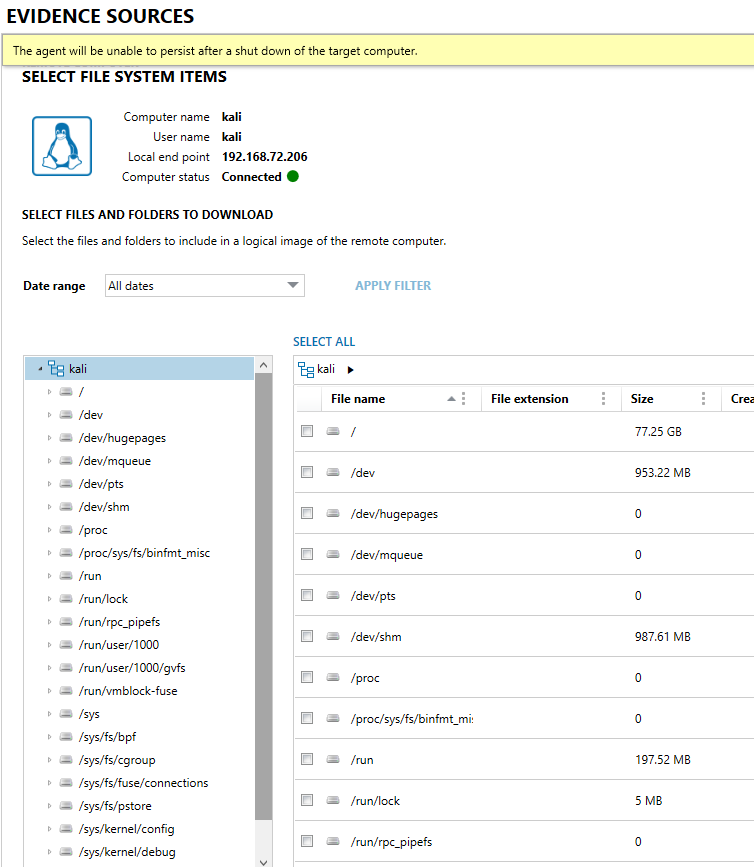 EVIDENCE SOURCES
The agent will be unable to persist after a shut down of the target computer.
SELECT FILE SYSTEM ITEMS
Computer name kali
User name kali
Local end point 192.168.72.206
Computer status Connected
SELECT FILES AND FOLDERS TO DOWNLOAD
Select the files and folders to include in a logical image of the remote computer.
Date range All dates APPLY FILTER
SELECT ALL
kali
/
/dev
/dev/hugepages
/dev/mqueue
/dev/pts
/dev/shm
/proc
/proc/sys/fs/binfmt_misc
/run
/run/lock
/run/rpc_pipefs
/run/user/1000
/run/user/1000/gvfs
/run/vmblock-fuse
/sys
/sys/fs/bpf
/sys/fs/cgroup
/sys/fs/fuse/connections
/sys/fs/pstore
/sys/kernel/config
/sys/kernel/debug
kali
File name File extension Size Crea
/ 77.25 GB
/dev 953.22 MB
/dev/hugepages 0
/dev/mqueue 0
/dev/pts 0
/dev/shm 987.61 MB
/proc 0
/proc/sys/fs/binfmt_mi 0
/run 197.52 MB
/run/lock 5 MB
/run/rpc_pipefs 0